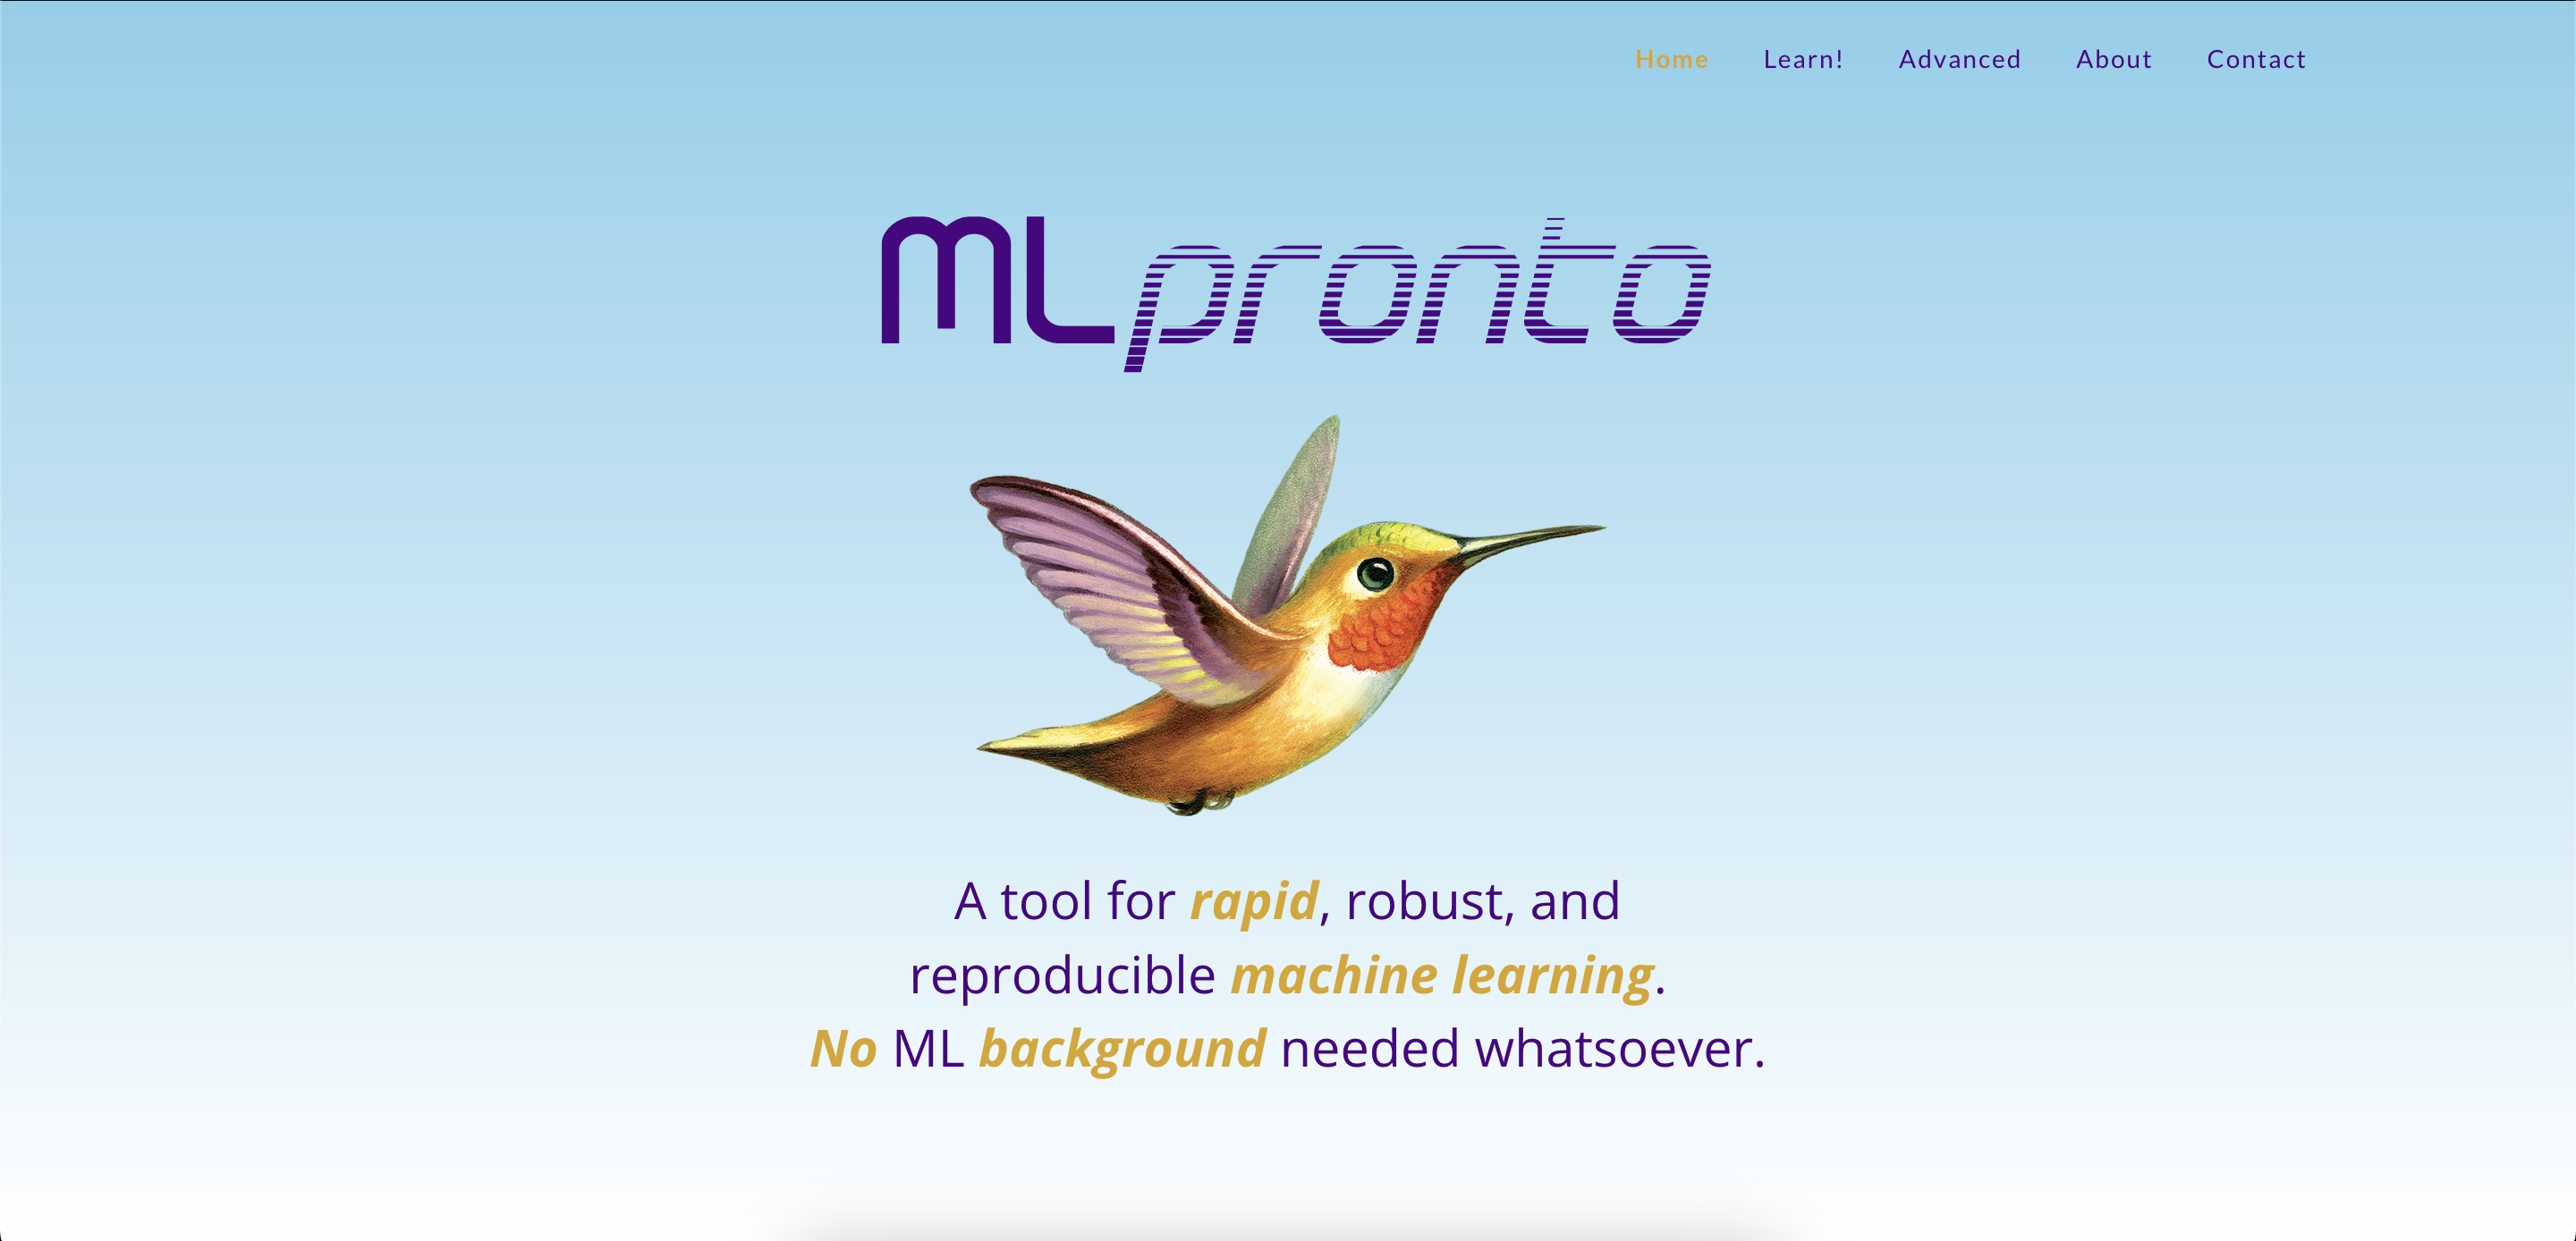 Home Learn! Advanced About Contact
MLpronto
A tool for rapid, robust, and
reproducible machine learning.
No ML background needed whatsoever.